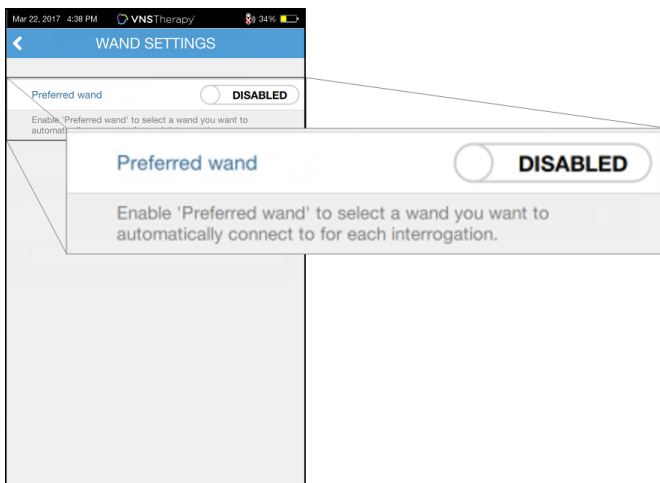 Mar 22, 2017 4:38 PM VNSTherapy 34%
WAND SETTINGS
Preferred wand DISABLED
Enable 'Preferred wand' to select a wand you want to
Preferred wand DISABLED
Enable 'Preferred wand' to select a wand you want to
automatically connect to for each interrogation.